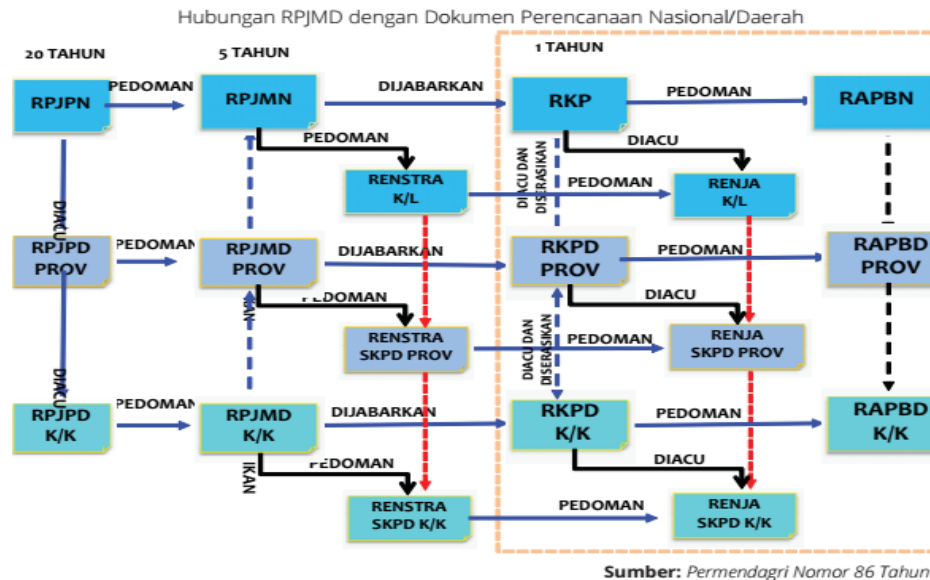 Hubungan RPJMD dengan Dokumen Perencanaan Nasional/Daerah
20 TAHUN
5 TAHUN
1 TAHUN
RPJPN
PEDOMAN
RPJMN
DIJABARKAN
RKP
PEDOMAN
RAPBN
PEDOMAN
DIACU
RENSTRA
K/L
PEDOMAN
RENJA
K/L
DIACU
DIACU DAN
DISERASIKAN
RPJPD
PROV
PEDOMAN
RPJMD
PROV
DIJABARKAN
RKPD
PROV
PEDOMAN
RAPBD
PROV
PEDOMAN
DIACU
RENSTRA
SKPD PROV
PEDOMAN
RENJA
SKPD PROV
DIACU
DIACU DAN
DISERASIKAN
RPJPD
K/K
PEDOMAN
RPJMD
K/K
DIJABARKAN
RKPD
K/K
PEDOMAN
RAPBD
K/K
PEDOMAN
DIACU
IKAN
RENSTRA
SKPD K/K
PEDOMAN
RENJA
SKPD K/K
Sumber: Permendagri Nomor 86 Tahun